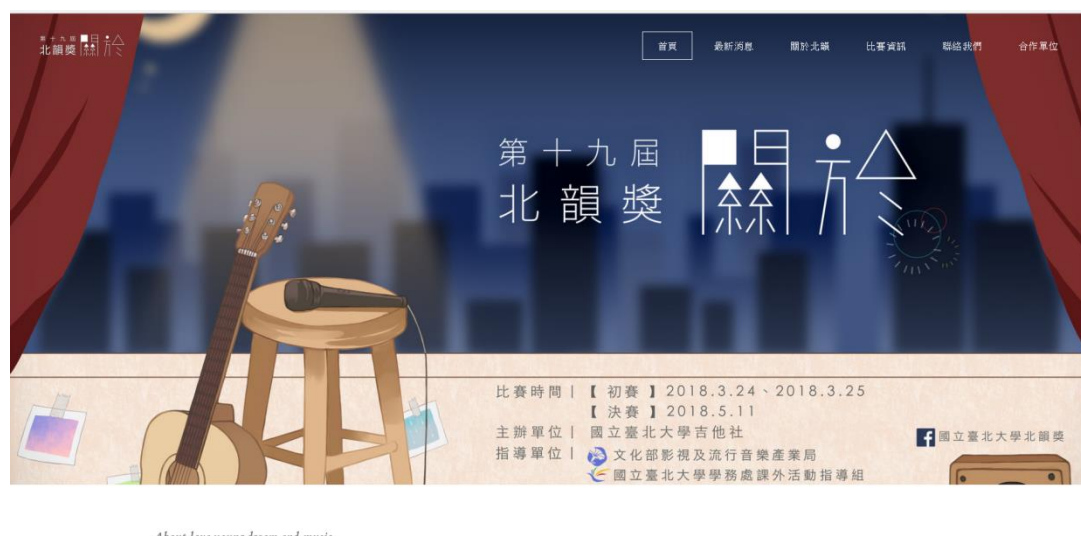 第十九屆
北韻獎 關於
首頁 最新消息 關於北韻 比賽資訊 聯絡我們 合作單位
第十九屆
北韻獎
關於
比賽時間| 【 初賽 】2018.3.24、2018.3.25
【 決賽 】2018.5.11
主辦單位| 國立臺北大學吉他社
指導單位| 文化部影視及流行音樂產業局
國立臺北大學學務處課外活動指導組
國立臺北大學北韻獎